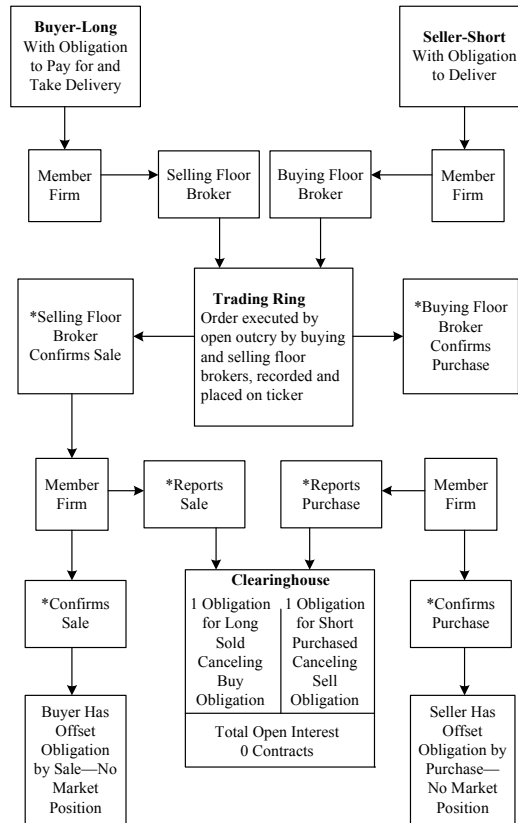 Buyer-Long
With Obligation
to Pay for and
Take Delivery
Seller-Short
With Obligation
to Deliver
Member
Firm
Selling Floor
Broker
Buying Floor
Broker
Member
Firm
*Selling Floor
Broker
Confirms Sale
Trading Ring
Order executed by
open outcry by buying
and selling floor
brokers, recorded and
placed on ticker
*Buying Floor
Broker
Confirms
Purchase
Member
Firm
*Reports
Sale
*Reports
Purchase
Member
Firm
*Confirms
Sale
Clearinghouse
1 Obligation
for Long
Sold
Canceling
Buy
Obligation
1 Obligation
for Short
Purchased
Canceling
Sell
Obligation
Total Open Interest
0 Contracts
*Confirms
Purchase
Buyer Has
Offset
Obligation
by Sale—No
Market
Position
Seller Has
Offset
Obligation by
Purchase—
No Market
Position